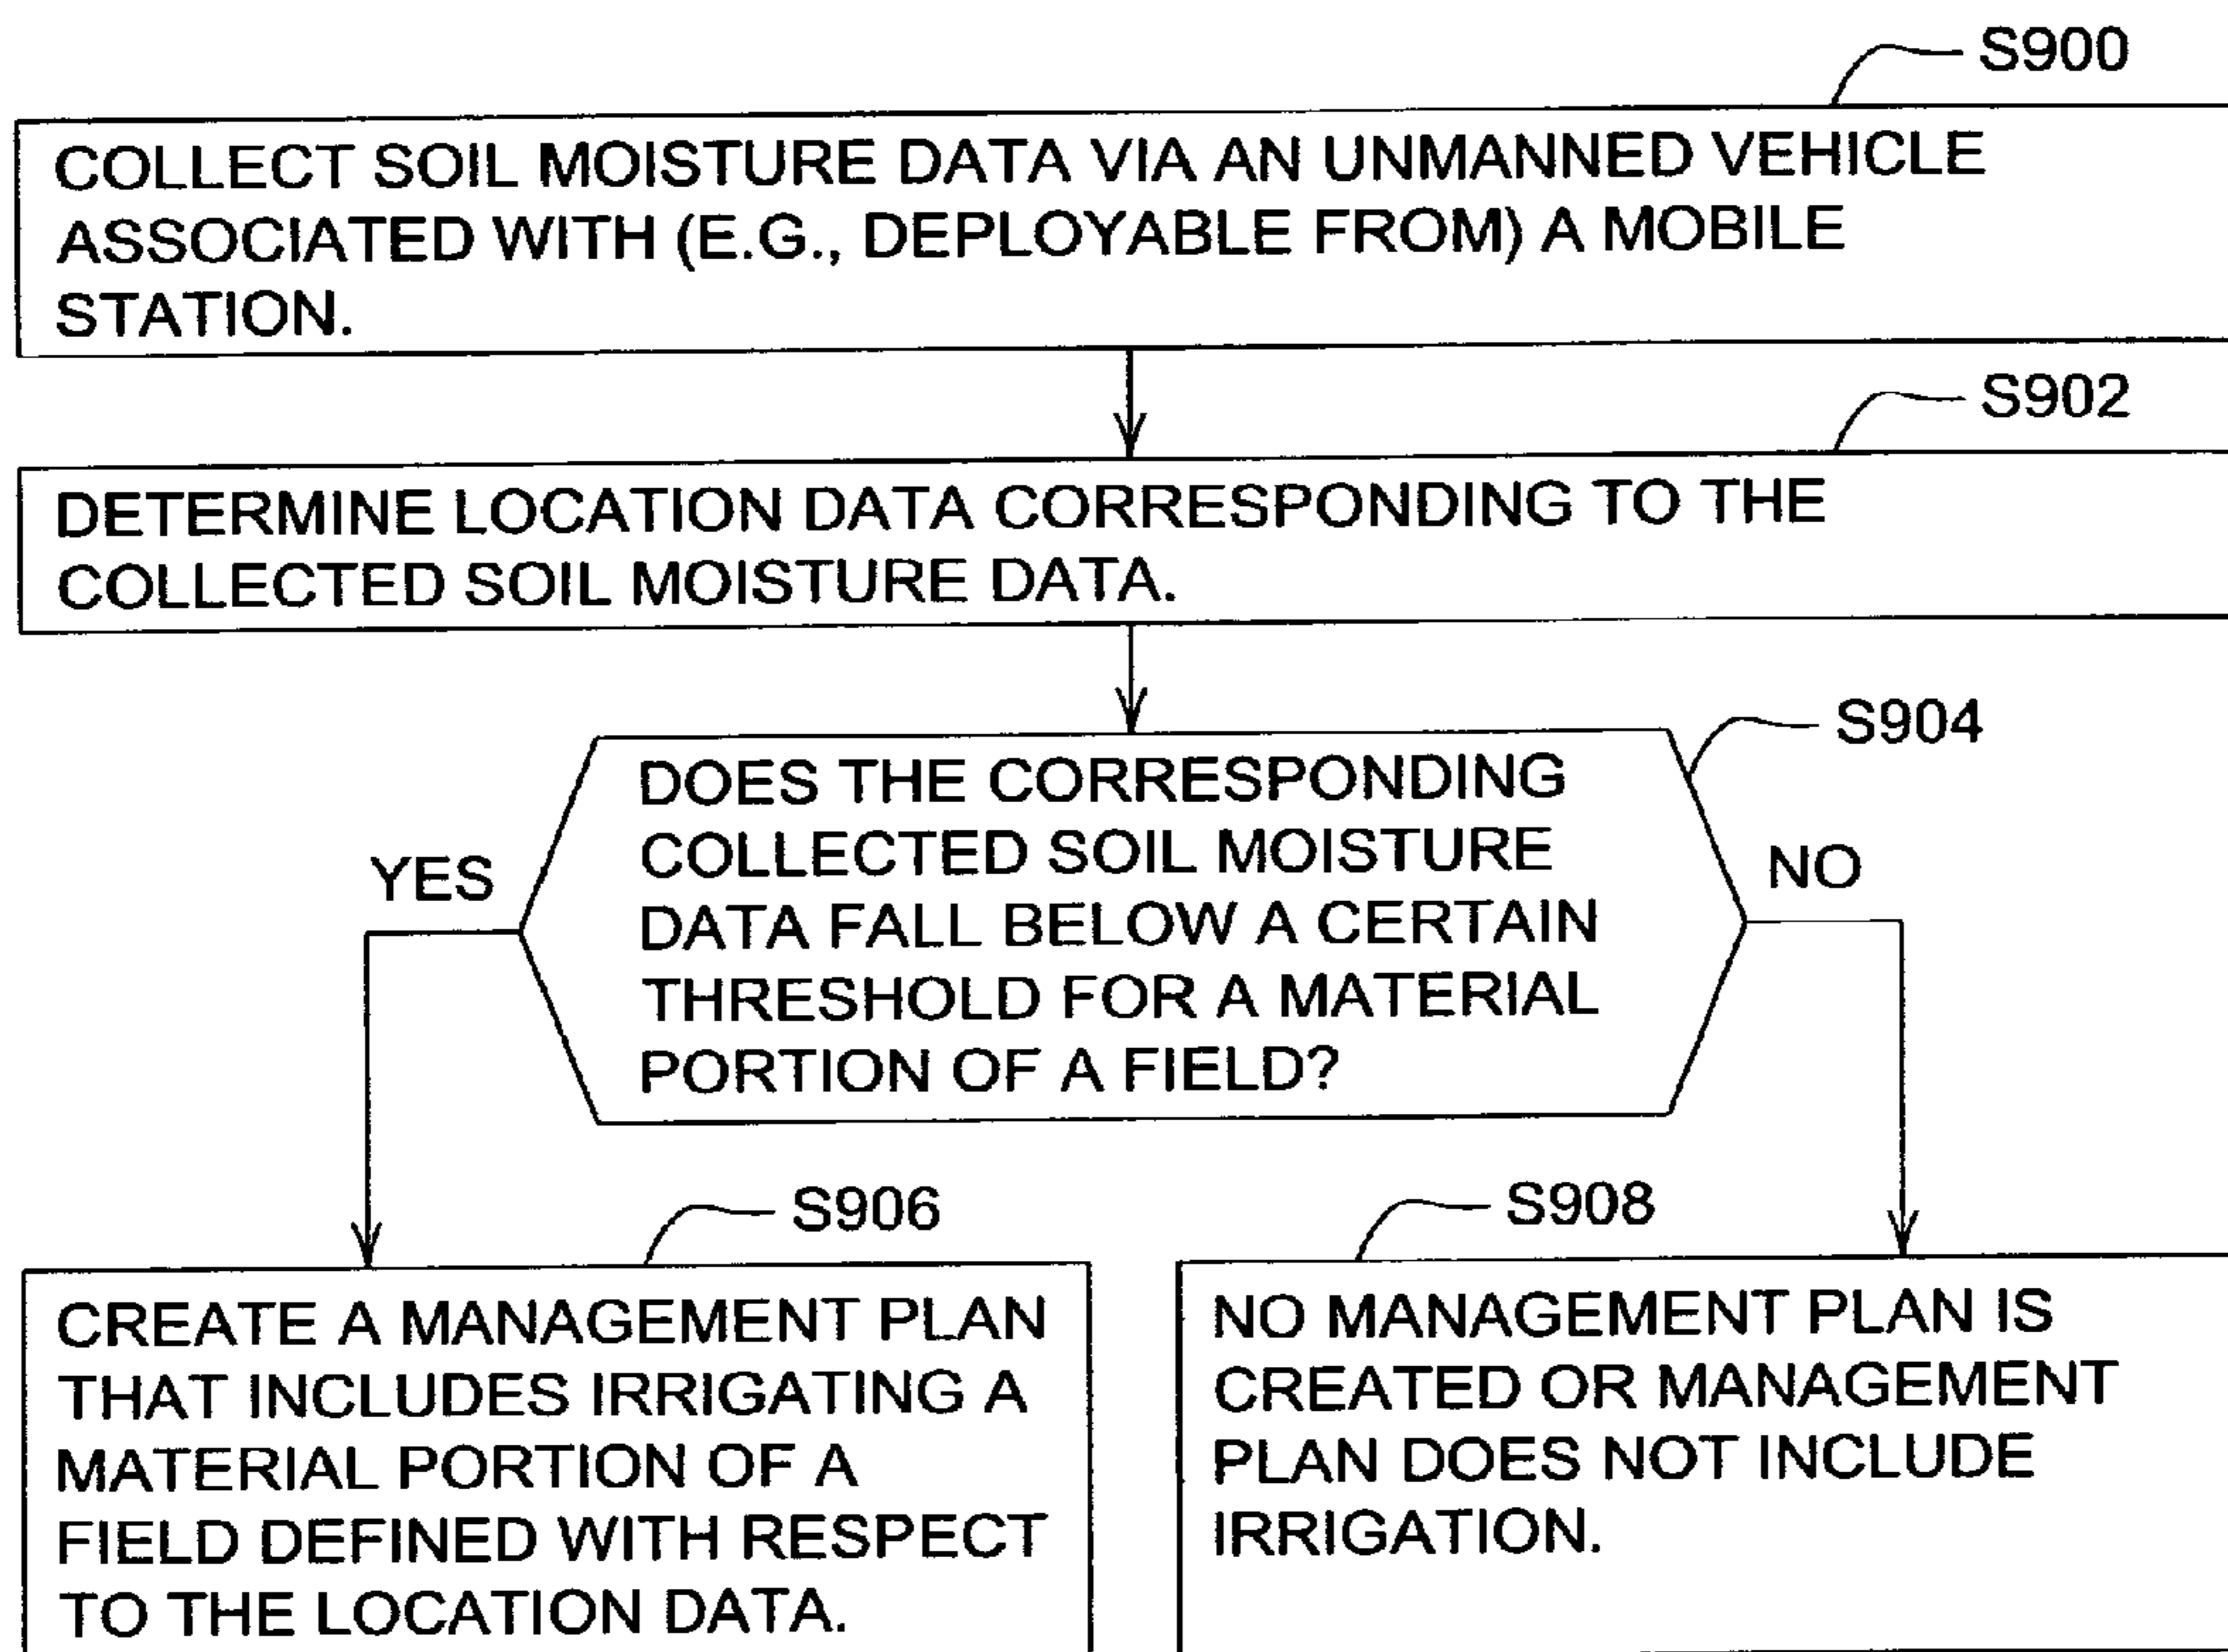 S900
COLLECT SOIL MOISTURE DATA VIA AN UNMANNED VEHICLE
ASSOCIATED WITH (E.G., DEPLOYABLE FROM) A MOBILE
STATION.
S902
DETERMINE LOCATION DATA CORRESPONDING TO THE
COLLECTED SOIL MOISTURE DATA.
S904
DOES THE CORRESPONDING
COLLECTED SOIL MOISTURE
DATA FALL BELOW A CERTAIN
THRESHOLD FOR A MATERIAL
PORTION OF A FIELD?
YES
NO
S906
CREATE A MANAGEMENT PLAN
THAT INCLUDES IRRIGATING A
MATERIAL PORTION OF A
FIELD DEFINED WITH RESPECT
TO THE LOCATION DATA.
S908
NO MANAGEMENT PLAN IS
CREATED OR MANAGEMENT
PLAN DOES NOT INCLUDE
IRRIGATION.